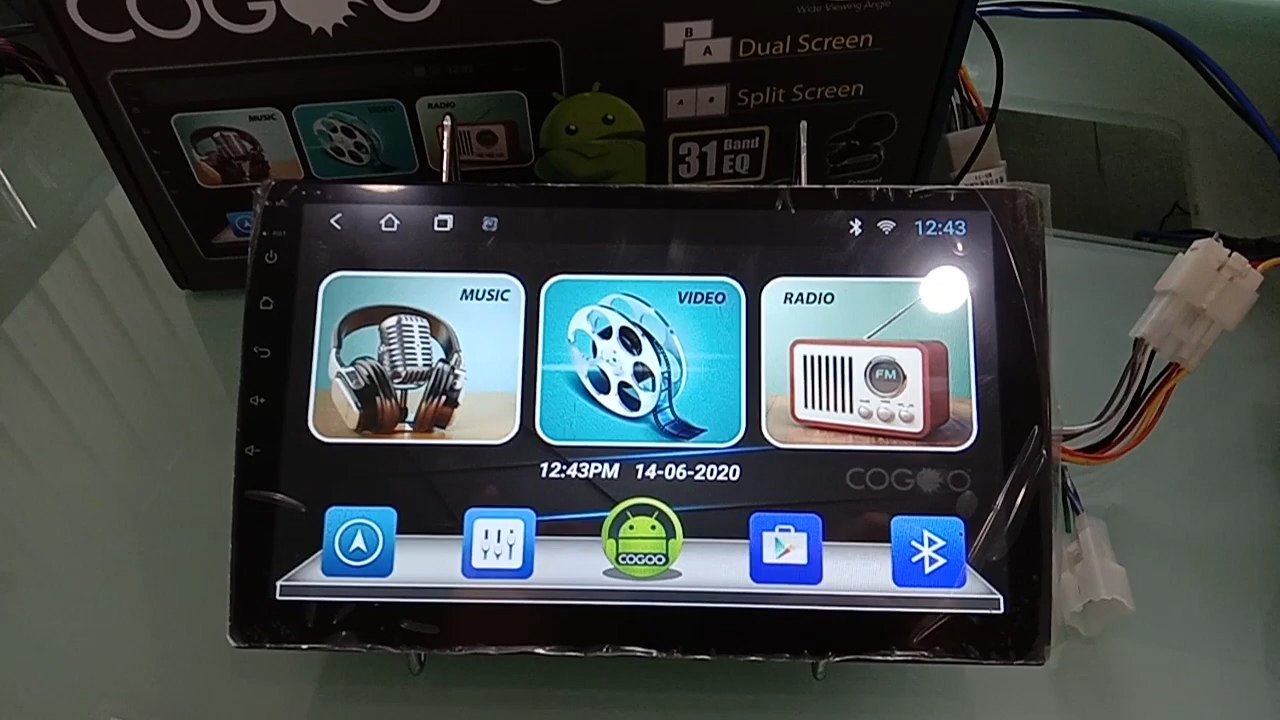 COGOO
Wide Viewing Angle
B
A
Dual Screen
A B
Split Screen
31 Band
EQ
MUSIC
VIDEO
RADIO
12:43
MUSIC
VIDEO
RADIO
FM
12:43PM 14-06-2020
COGOO
COGOO